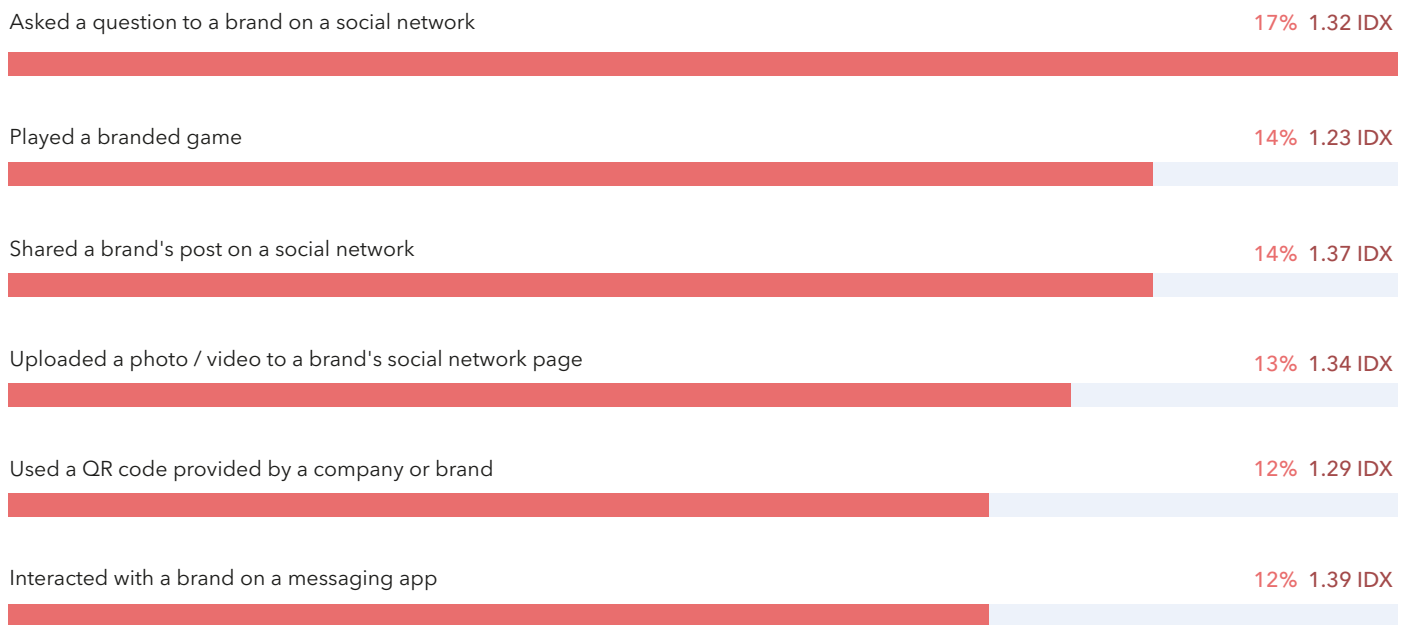 Asked a question to a brand on a social network 17% 1.32 IDX
Played a branded game 14% 1.23 IDX
Shared a brand's post on a social network 14% 1.37 IDX
Uploaded a photo / video to a brand's social network page 13% 1.34 IDX
Used a QR code provided by a company or brand 12% 1.29 IDX
Interacted with a brand on a messaging app 12% 1.39 IDX